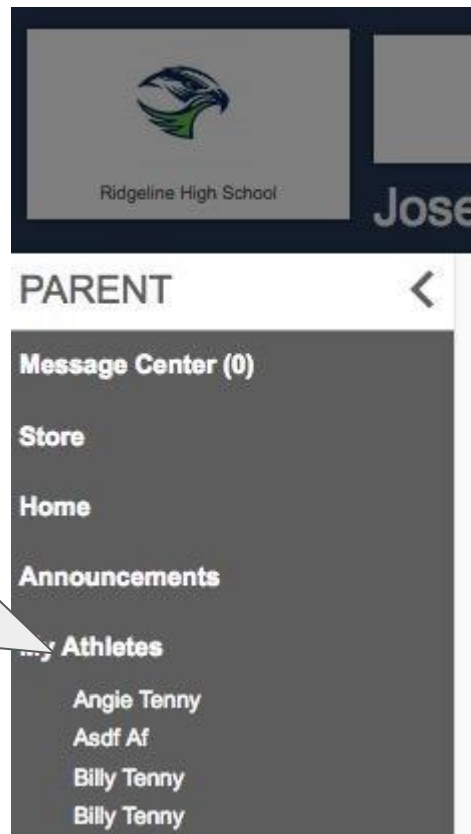 Ridgeline High School
Jose
PARENT
Message Center (0)
Store
Home
Announcements
My Athletes
Angie Tenny
Asdf Af
Billy Tenny
Billy Tenny